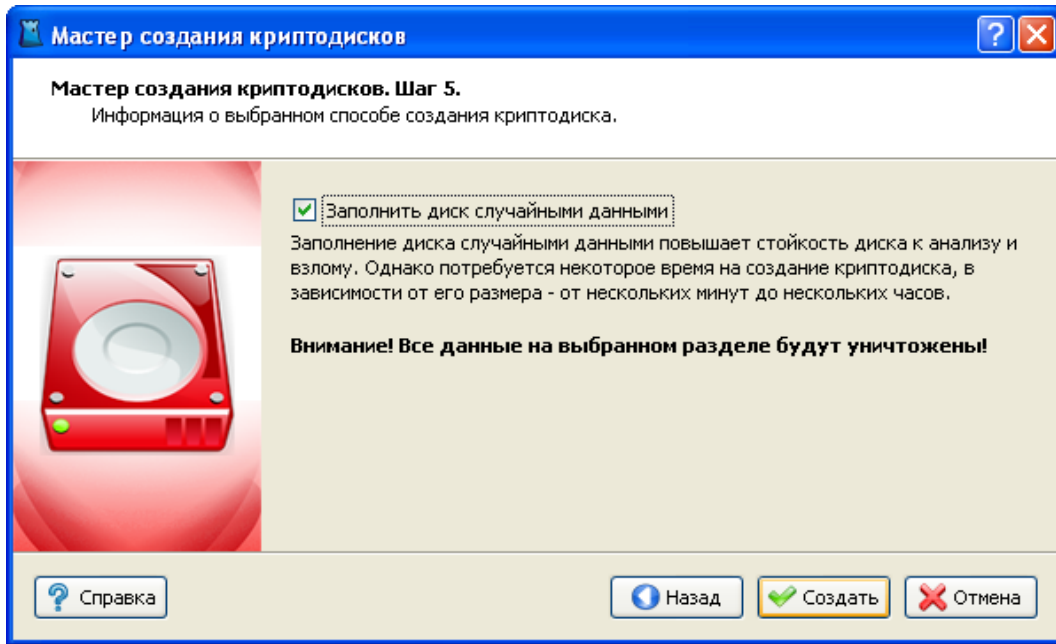 Мастер создания криптодисков
Мастер создания криптодисков. Шаг 5.
Информация о выбранном способе создания криптодиска.
Заполнить диск случайными данными
Заполнение диска случайными данными повышает стойкость диска к анализу и
взлому. Однако потребуется некоторое время на создание криптодиска, в
зависимости от его размера - от нескольких минут до нескольких часов.
Внимание! Все данные на выбранном разделе будут уничтожены!
Справка
Назад
Создать
Отмена